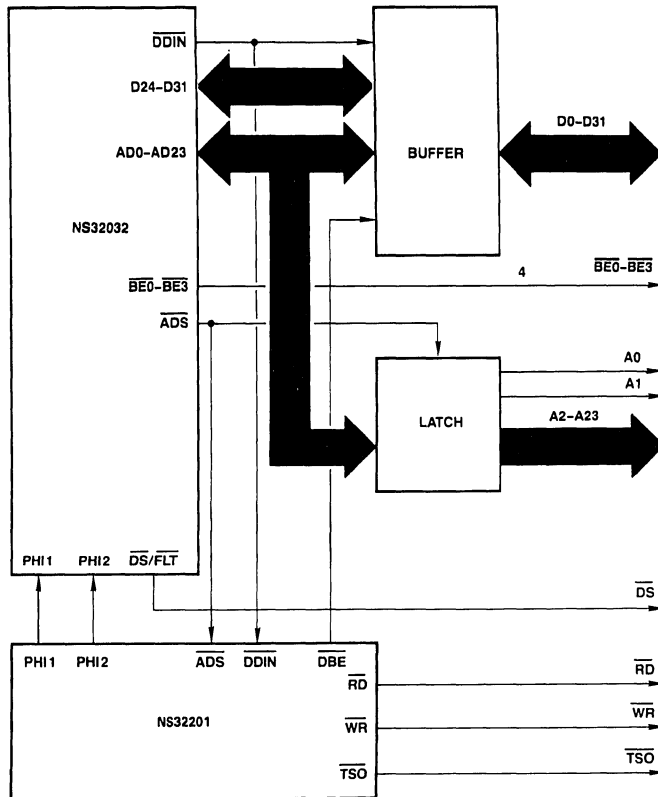 DDIN
D24-D31
AD0-AD23
BUFFER
D0-D31
NS32032
BE0-BE3
4
BE0-BE3
ADS
A0
A1
LATCH
A2-A23
PHI1 PHI2 DS/FLT
DS
PHI1 PHI2 ADS DDIN DBE
RD
RD
NS32201
WR
WR
TSO
TSO